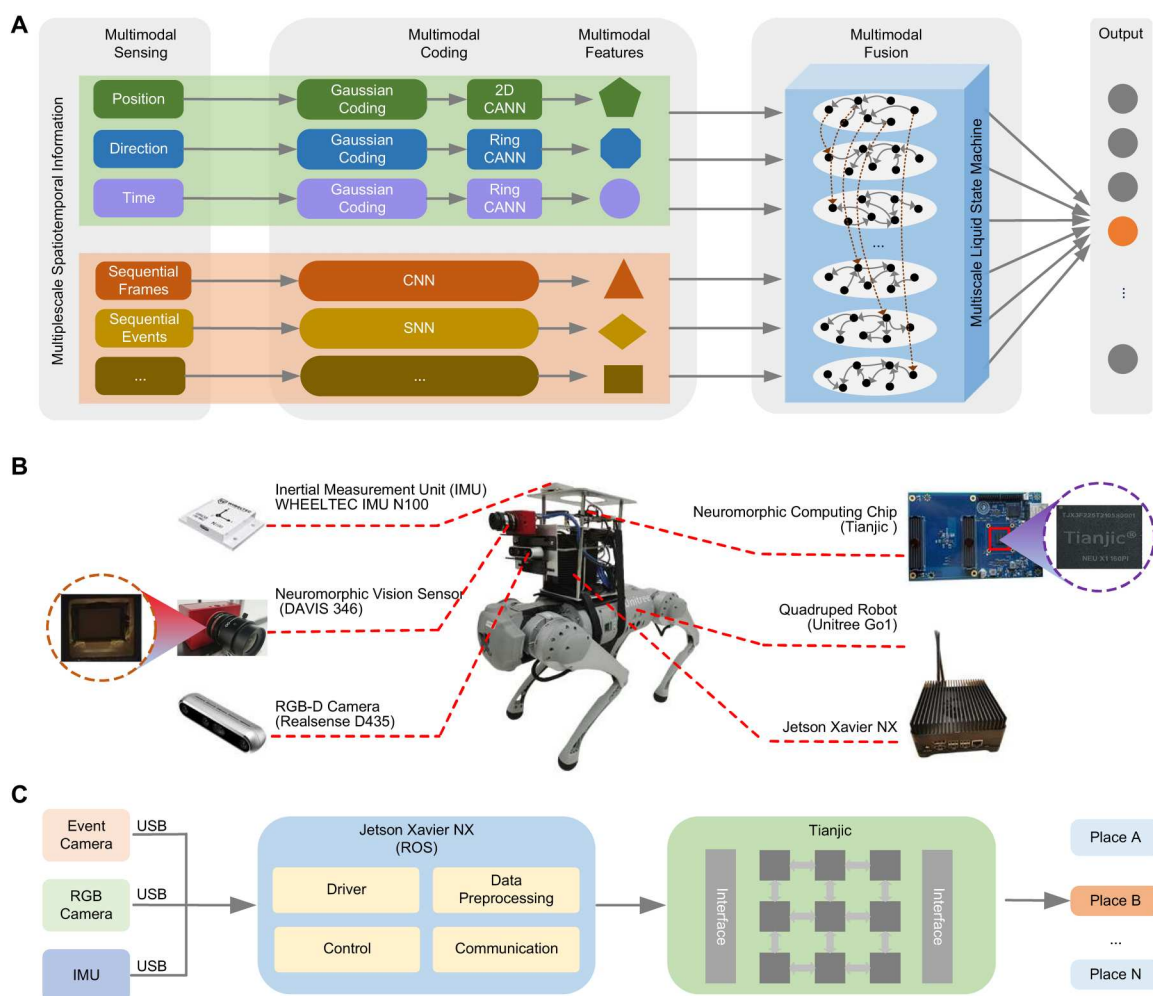 A
Multimodal
Sensing
Multimodal
Coding
Multimodal
Features
Multimodal
Fusion
Output
Multiplescale Spatiotemporal Information
Position
Gaussian
Coding
2D
CANN
Direction
Gaussian
Coding
Ring
CANN
Time
Gaussian
Coding
Ring
CANN
Sequential
Frames
CNN
Sequential
Events
SNN
...
...
...
Multiscale Liquid State Machine
...
B
Inertial Measurement Unit (IMU)
WHEELTEC IMU N100
Neuromorphic Vision Sensor
(DAVIS 346)
RGB-D Camera
(Realsense D435)
Unitree
Neuromorphic Computing Chip
(Tianjic )
Tianjic®
NEU X1 160PI
Quadruped Robot
(Unitree Go1)
Jetson Xavier NX
C
Event
Camera
USB
RGB
Camera
USB
IMU
USB
Jetson Xavier NX
(ROS)
Driver
Data
Preprocessing
Control
Communication
Tianjic
Interface
Interface
Place A
Place B
...
Place N